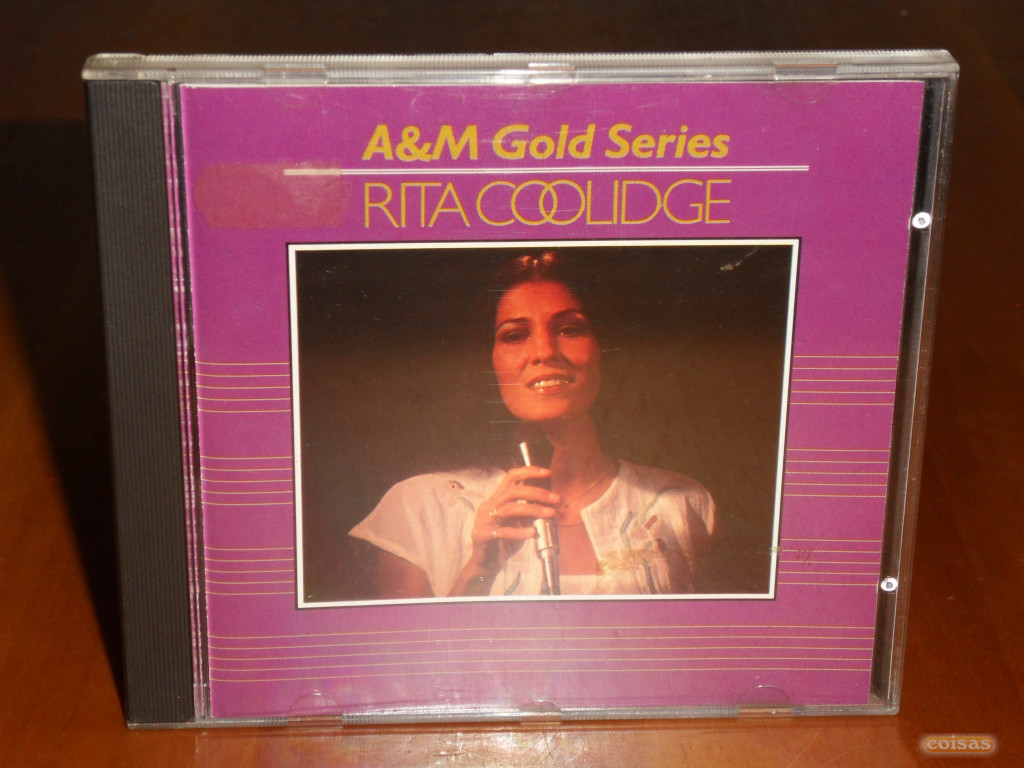 A&M Gold Series
RITA COOLIDGE
coisas